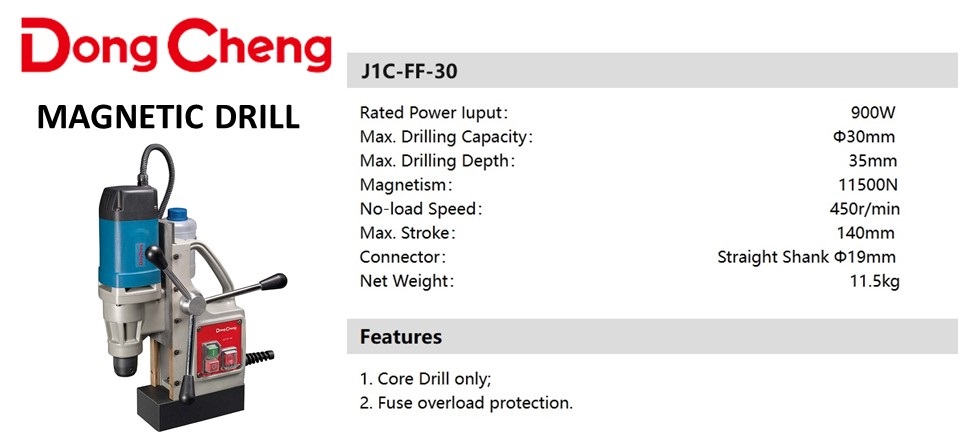 Dong Cheng
MAGNETIC DRILL
J1C-FF-30
Rated Power Iuput: 900W
Max. Drilling Capacity: Φ30mm
Max. Drilling Depth: 35mm
Magnetism: 11500N
No-load Speed: 450r/min
Max. Stroke: 140mm
Connector: Straight Shank Φ19mm
Net Weight: 11.5kg
Features
1. Core Drill only;
2. Fuse overload protection.
DongCheng